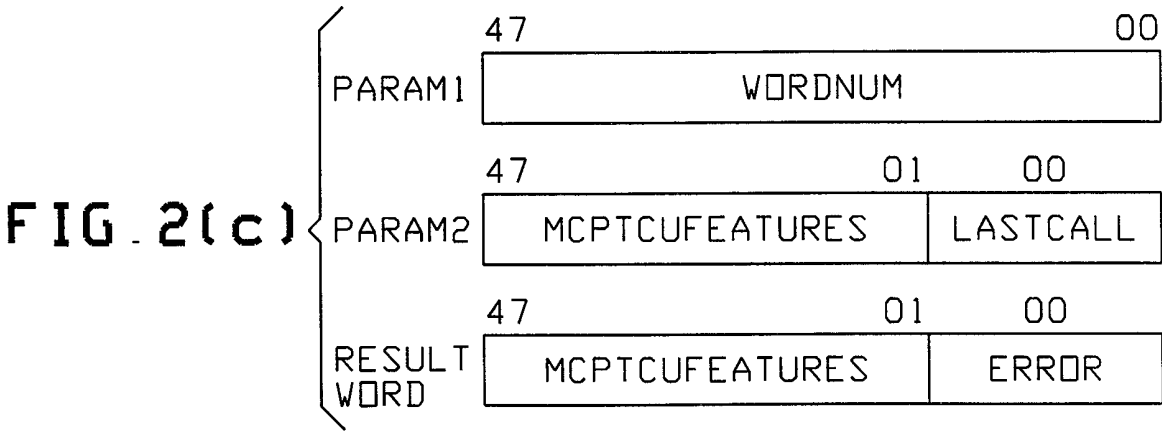 47 00
PARAM1 WORDNUM
47 01 00
FIG. 2(c) PARAM2 MCPTCUFEATURES LASTCALL
47 01 00
RESULT WORD MCPTCUFEATURES ERROR